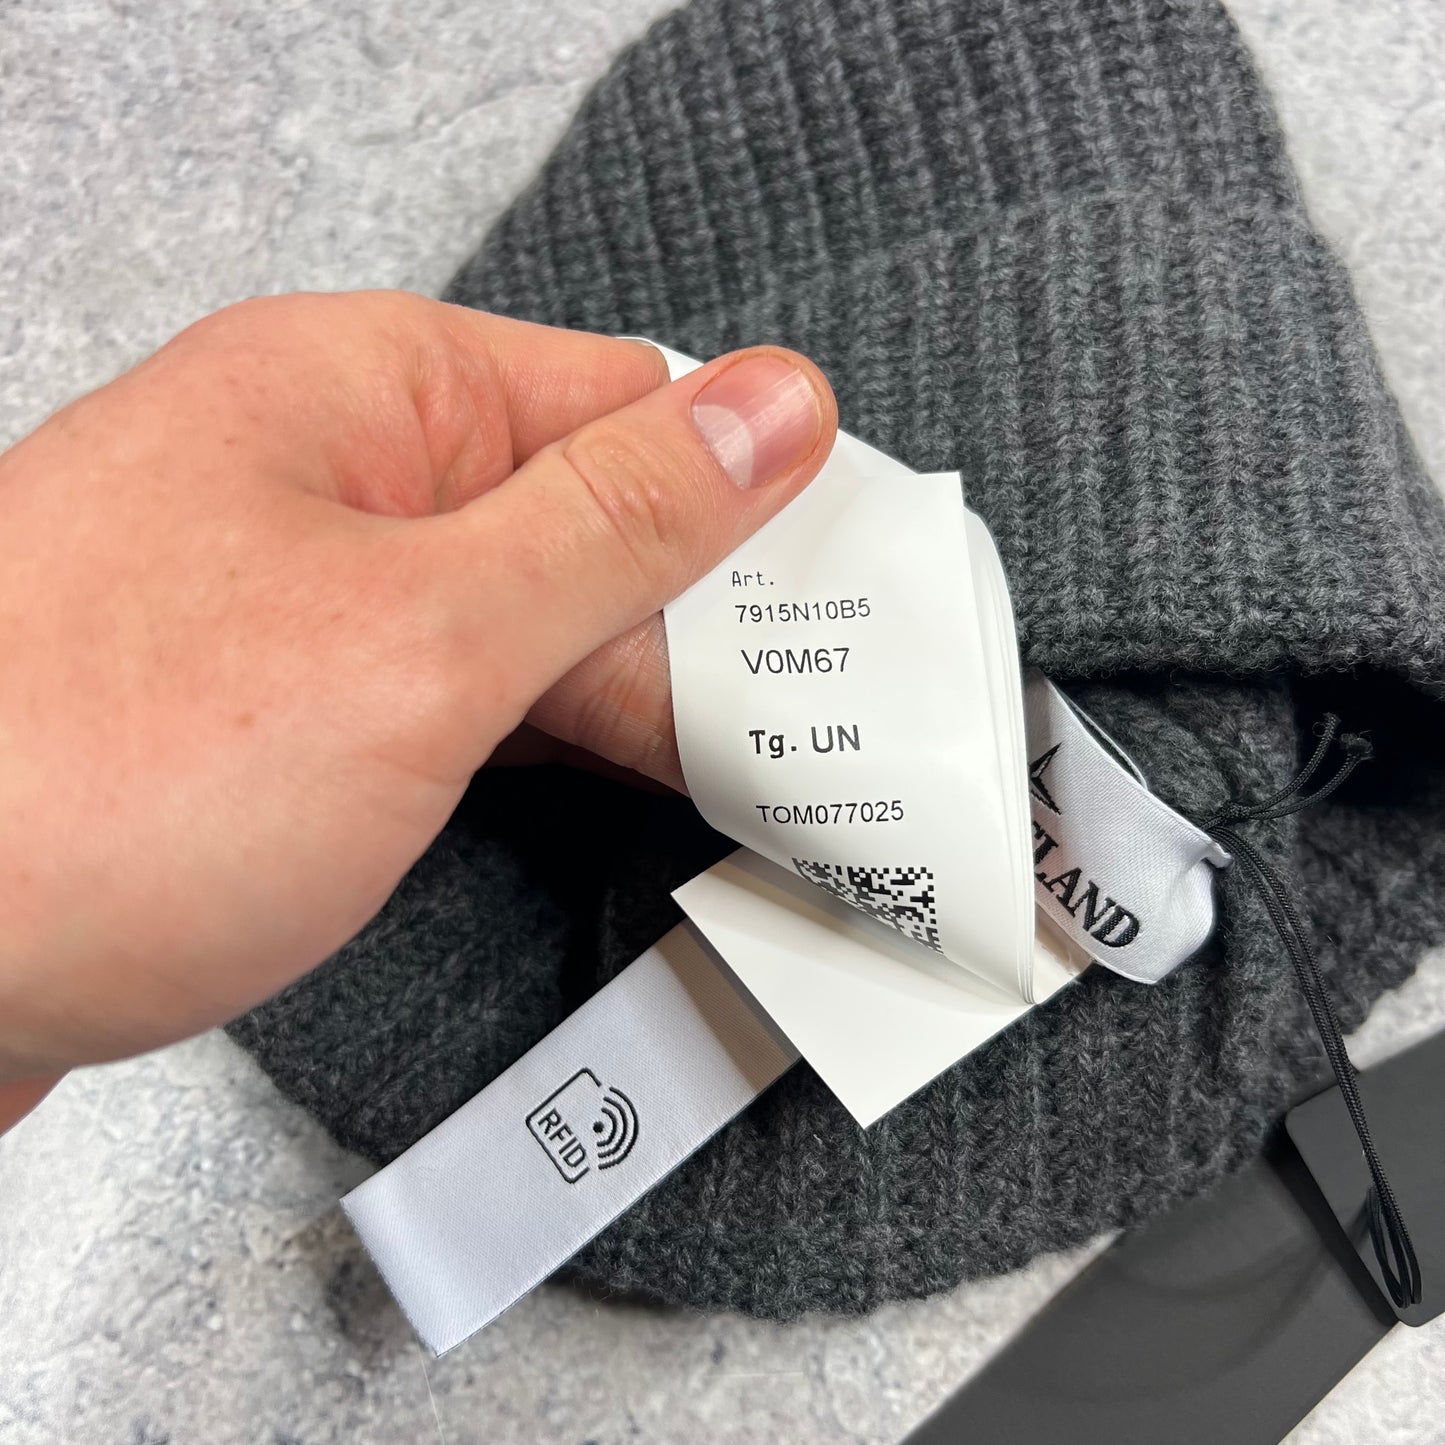 Art.
7915N10B5
V0M67
Tg. UN
TOM077025
LAND
RFID